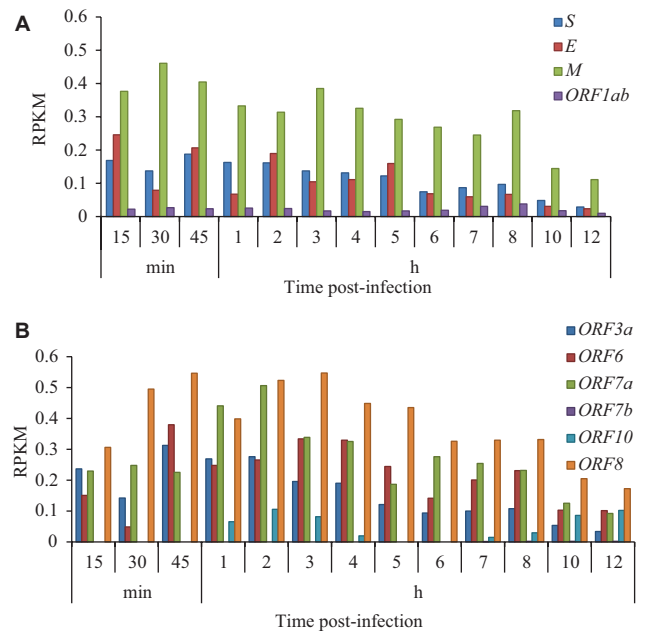 A
0.6
0.5
0.4
0.3
0.2
0.1
0
RPKM
S
E
M
ORF1ab
15 30 45 1 2 3 4 5 6 7 8 10 12
min h
Time post-infection
B
0.6
0.5
0.4
0.3
0.2
0.1
0
RPKM
ORF3a
ORF6
ORF7a
ORF7b
ORF10
ORF8
15 30 45 1 2 3 4 5 6 7 8 10 12
min h
Time post-infection